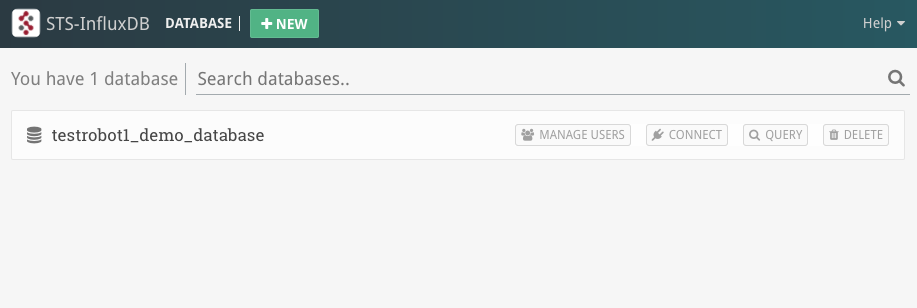 STS-InfluxDB DATABASE + NEW Help
You have 1 database Search databases..
testrobot1_demo_database MANAGE USERS CONNECT QUERY DELETE